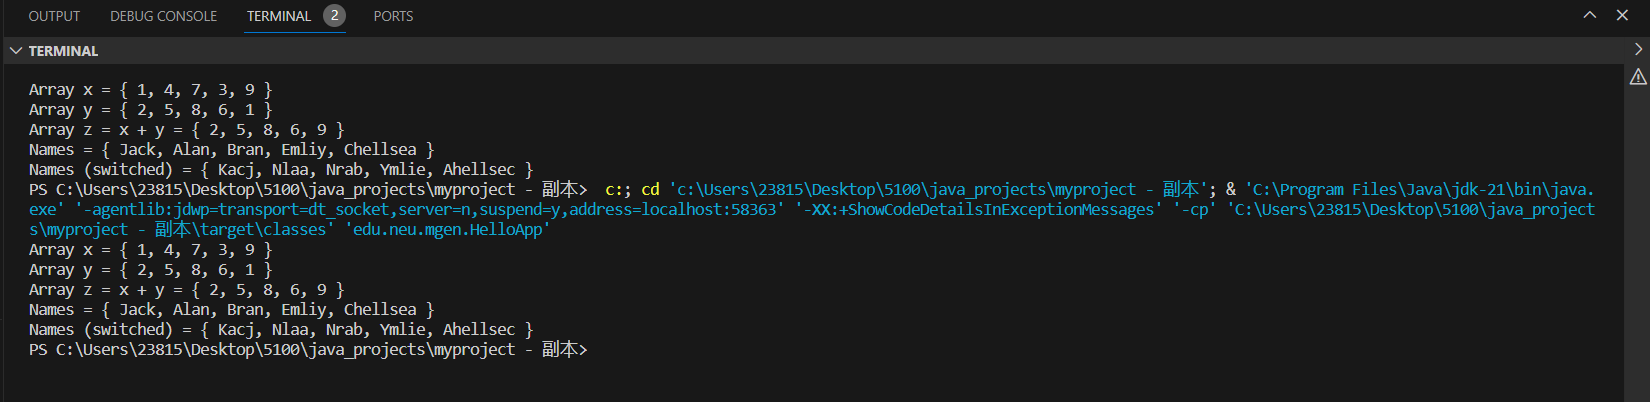 OUTPUT DEBUG CONSOLE TERMINAL 2 PORTS
TERMINAL
Array x = { 1, 4, 7, 3, 9 }
Array y = { 2, 5, 8, 6, 1 }
Array z = x + y = { 2, 5, 8, 6, 9 }
Names = { Jack, Alan, Bran, Emliy, Chellsea }
Names (switched) = { Kacj, Nlaa, Nrab, Ymlie, Ahellsec }
PS C:\Users\23815\Desktop\5100\java_projects\myproject - 副本>  c:; cd 'c:\Users\23815\Desktop\5100\java_projects\myproject - 副本'; & 'C:\Program Files\Java\jdk-21\bin\java.
exe' '-agentlib:jdwp=transport=dt_socket,server=n,suspend=y,address=localhost:58363' '-XX:+ShowCodeDetailsInExceptionMessages' '-cp' 'C:\Users\23815\Desktop\5100\java_project
s\myproject - 副本\target\classes' 'edu.neu.mgen.HelloApp'
Array x = { 1, 4, 7, 3, 9 }
Array y = { 2, 5, 8, 6, 1 }
Array z = x + y = { 2, 5, 8, 6, 9 }
Names = { Jack, Alan, Bran, Emliy, Chellsea }
Names (switched) = { Kacj, Nlaa, Nrab, Ymlie, Ahellsec }
PS C:\Users\23815\Desktop\5100\java_projects\myproject - 副本>